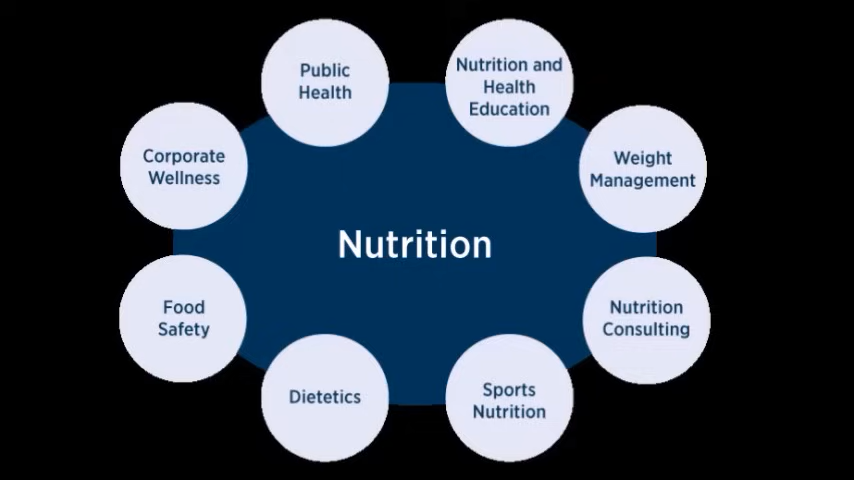 Public
Health
Nutrition and
Health
Education
Corporate
Wellness
Weight
Management
Nutrition
Food
Safety
Nutrition
Consulting
Dietetics
Sports
Nutrition